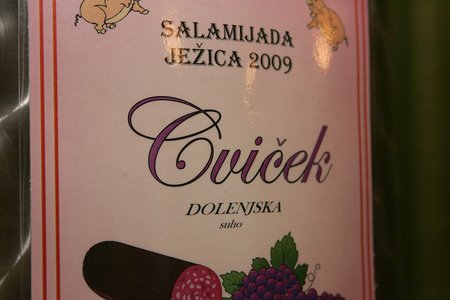 SALAMIJADA
JEŽICA 2009
Cviček
DOLENJSKA
suho